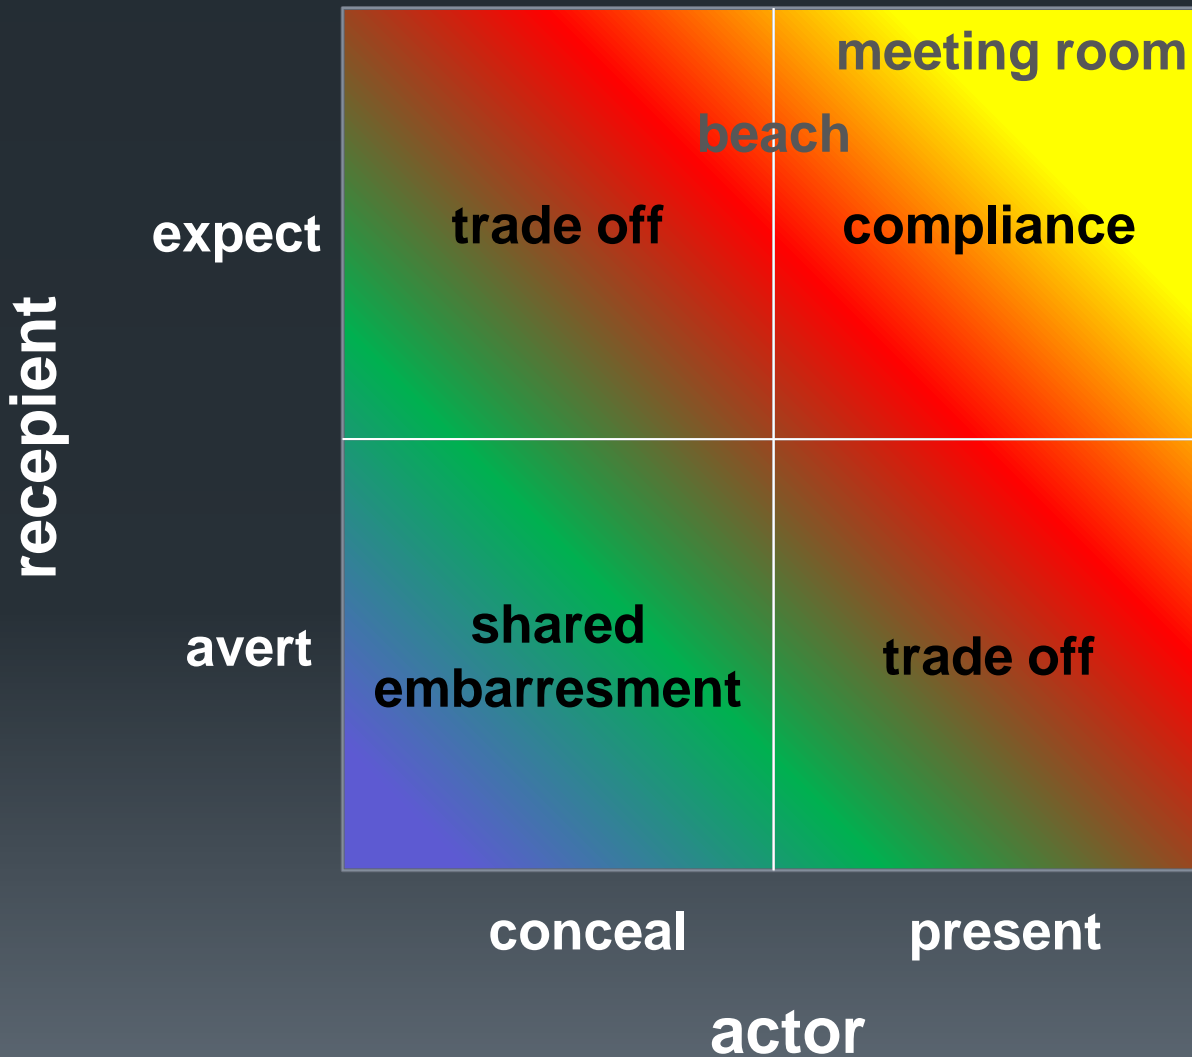 meeting room
beach
expect
trade off
compliance
recepient
avert
shared
embarresment
trade off
conceal
present
actor